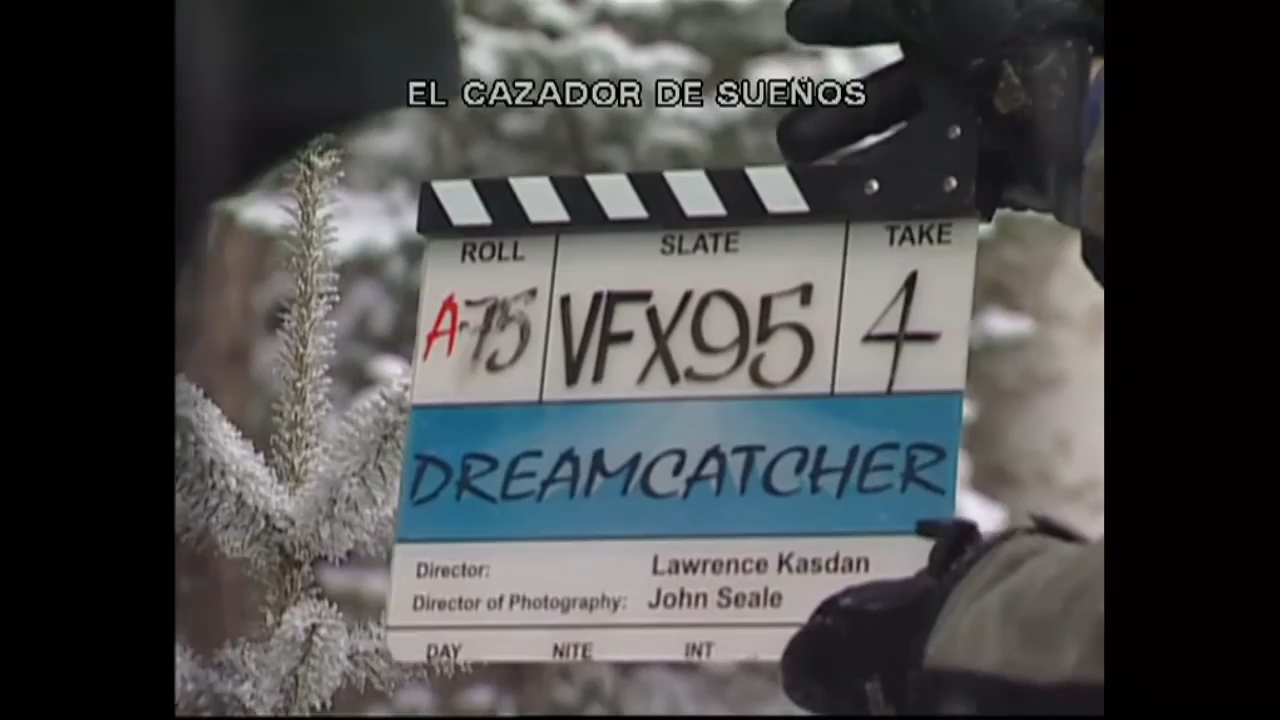 EL CAZADOR DE SUEÑOS
ROLL SLATE TAKE
A-75 VFX95 4
DREAMCATCHER
Director: Lawrence Kasdan
Director of Photography: John Seale
DAY NITE INT